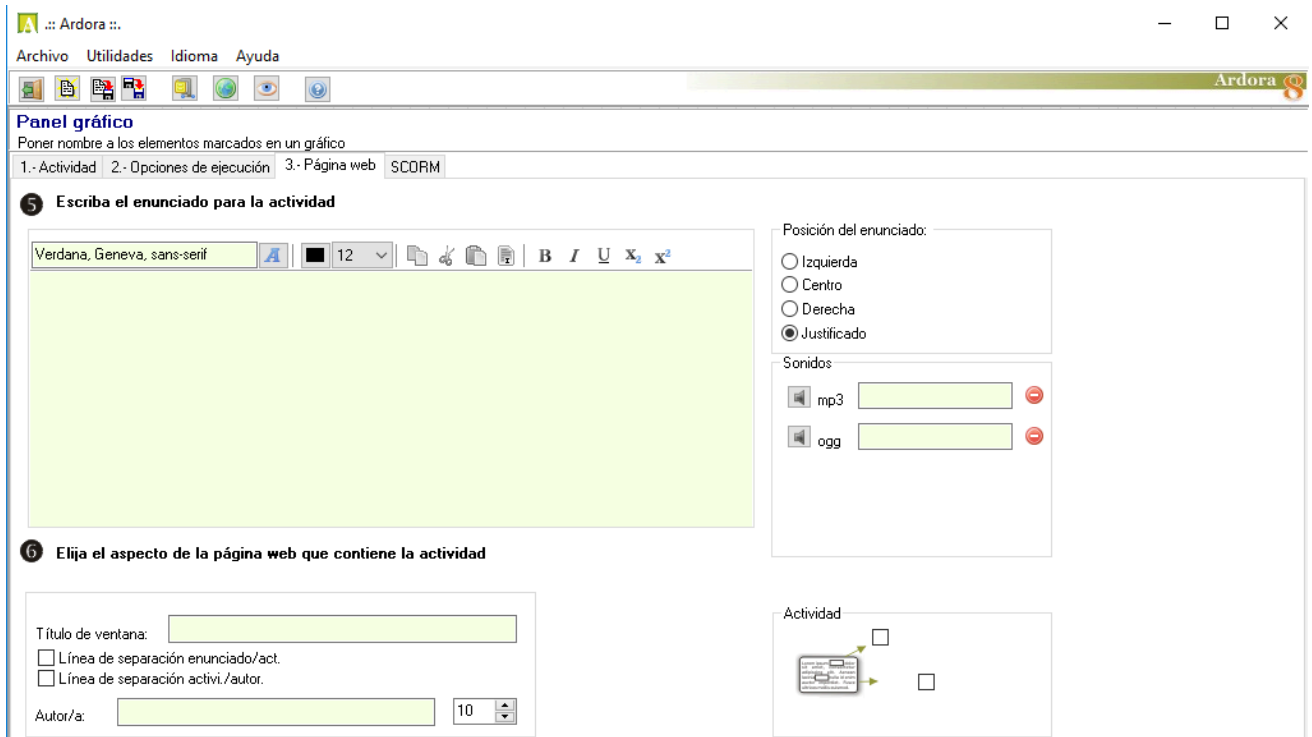 .:: Ardora ::.
Archivo Utilidades Idioma Ayuda
Ardora 8
Panel gráfico
Poner nombre a los elementos marcados en un gráfico
1.- Actividad 2.- Opciones de ejecución 3.- Página web SCORM
5 Escriba el enunciado para la actividad
Verdana, Geneva, sans-serif A 12 B I U X₂ X²
Posición del enunciado:
Izquierda
Centro
Derecha
Justificado
Sonidos
mp3
ogg
6 Elija el aspecto de la página web que contiene la actividad
Título de ventana:
Línea de separación enunciado/act.
Línea de separación activi./autor.
Autor/a: 10
Actividad